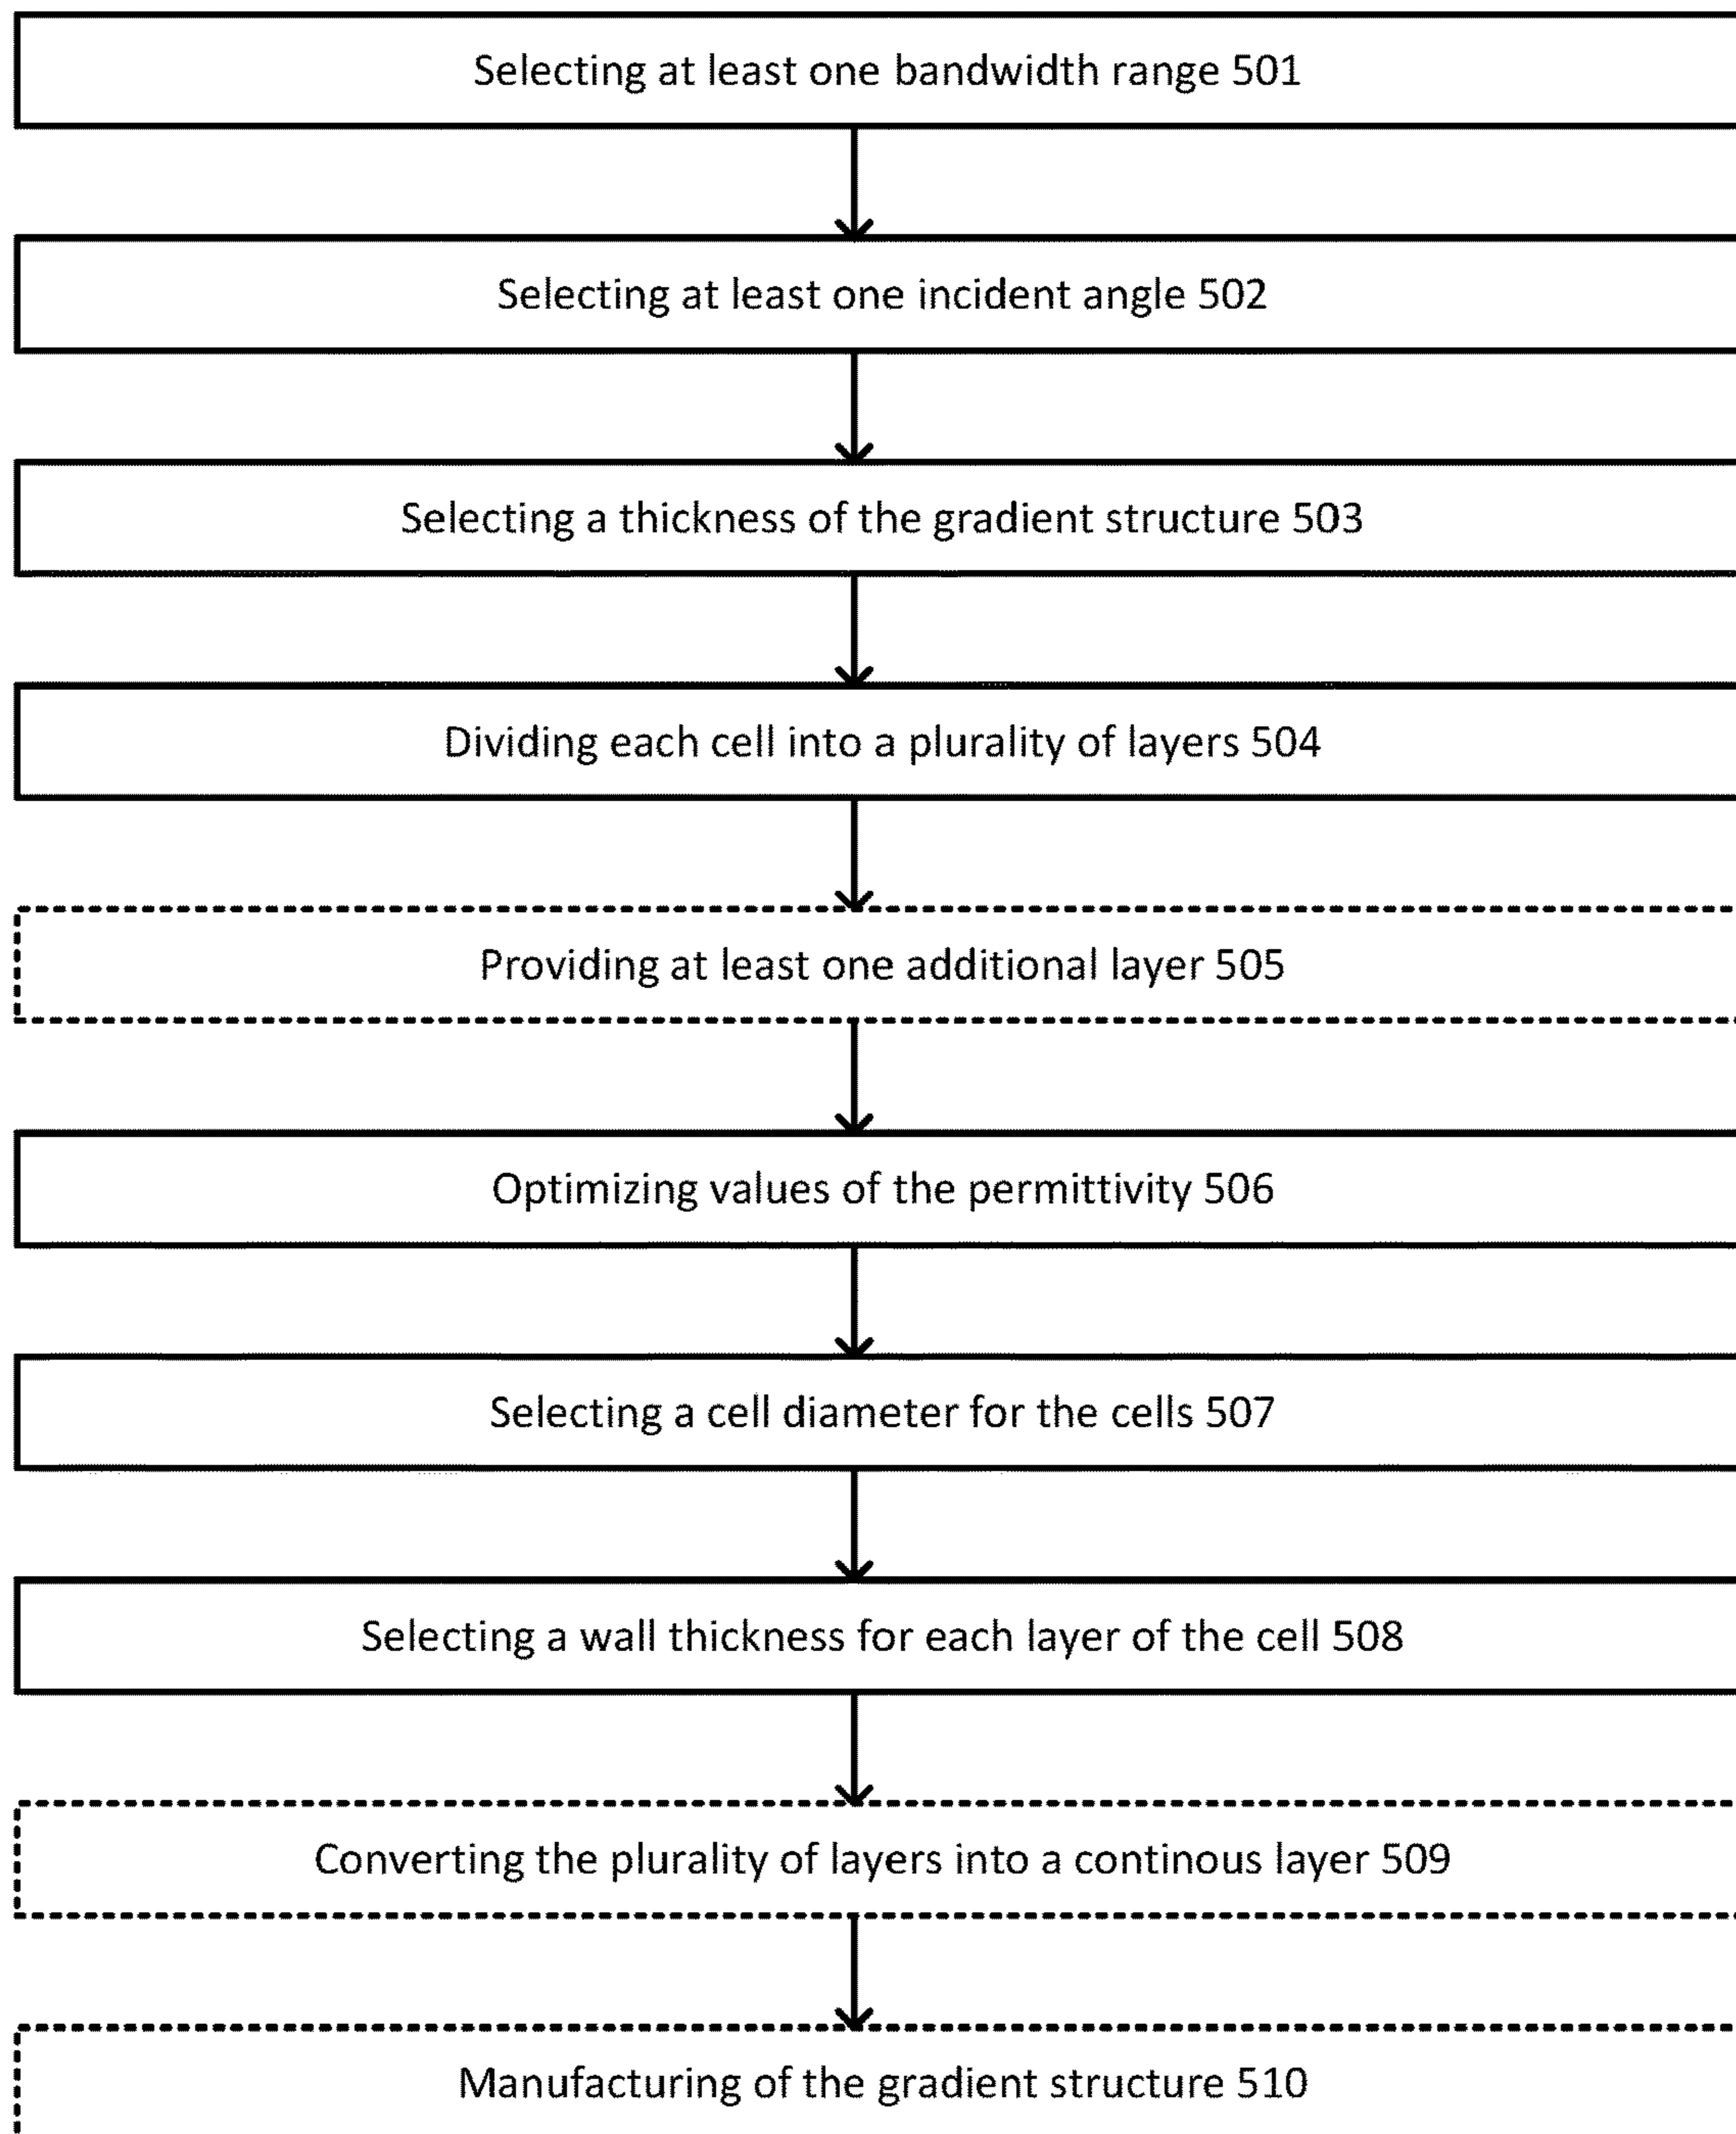 Selecting at least one bandwidth range 501
Selecting at least one incident angle 502
Selecting a thickness of the gradient structure 503
Dividing each cell into a plurality of layers 504
Providing at least one additional layer 505
Optimizing values of the permittivity 506
Selecting a cell diameter for the cells 507
Selecting a wall thickness for each layer of the cell 508
Converting the plurality of layers into a continous layer 509
Manufacturing of the gradient structure 510